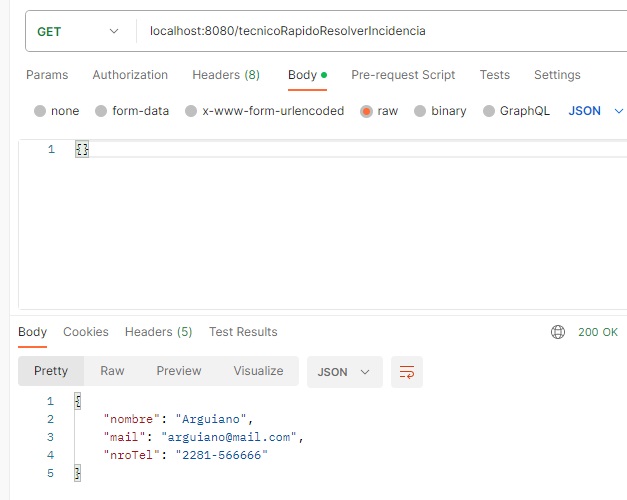 GET localhost:8080/tecnicoRapidoResolverIncidencia
Params Authorization Headers (8) Body Pre-request Script Tests Settings
none form-data x-www-form-urlencoded raw binary GraphQL JSON
1 {}
Body Cookies Headers (5) Test Results 200 OK
Pretty Raw Preview Visualize JSON
1 {
2 "nombre": "Arguiano",
3 "mail": "arguiano@mail.com",
4 "nroTel": "2281-566666"
5 }